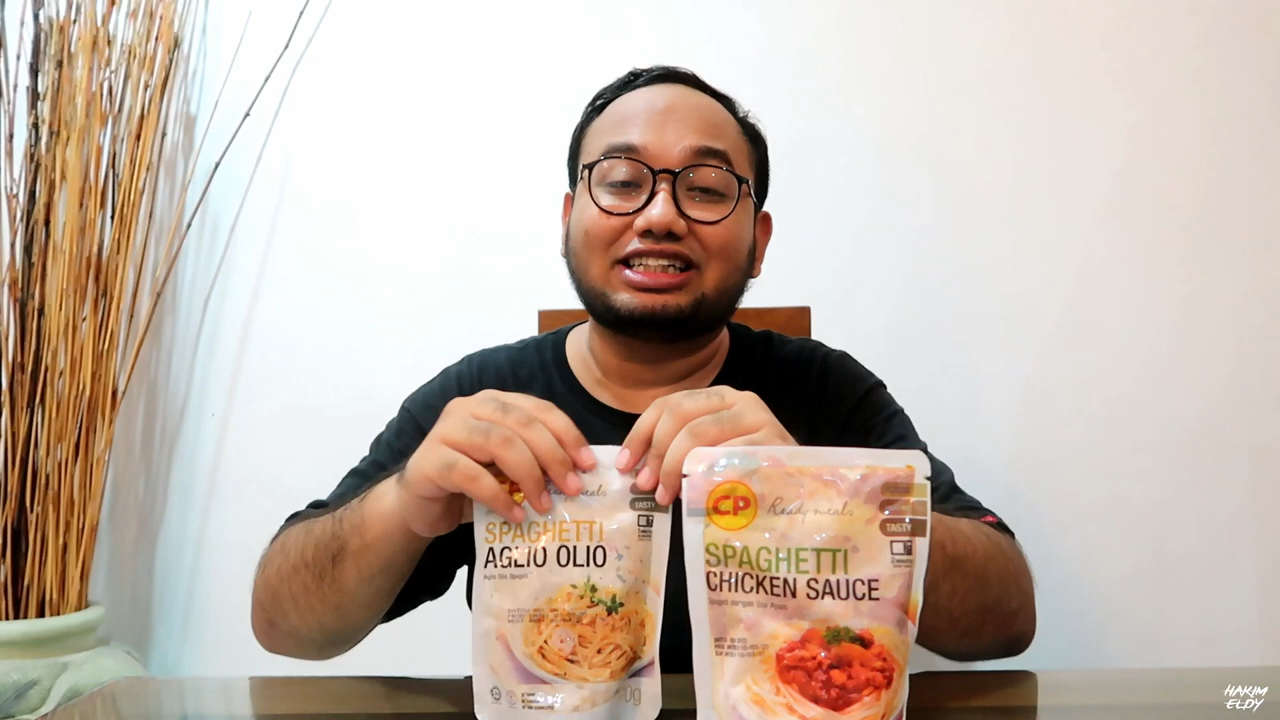 Ready meals
TASTY
SPAGHETTI
AGLIO OLIO
Aglio Olio Spageti
CP
Ready meals
TASTY
SPAGHETTI
CHICKEN SAUCE
Spageti dengan Sos Ayam
HAKIM
ELDY